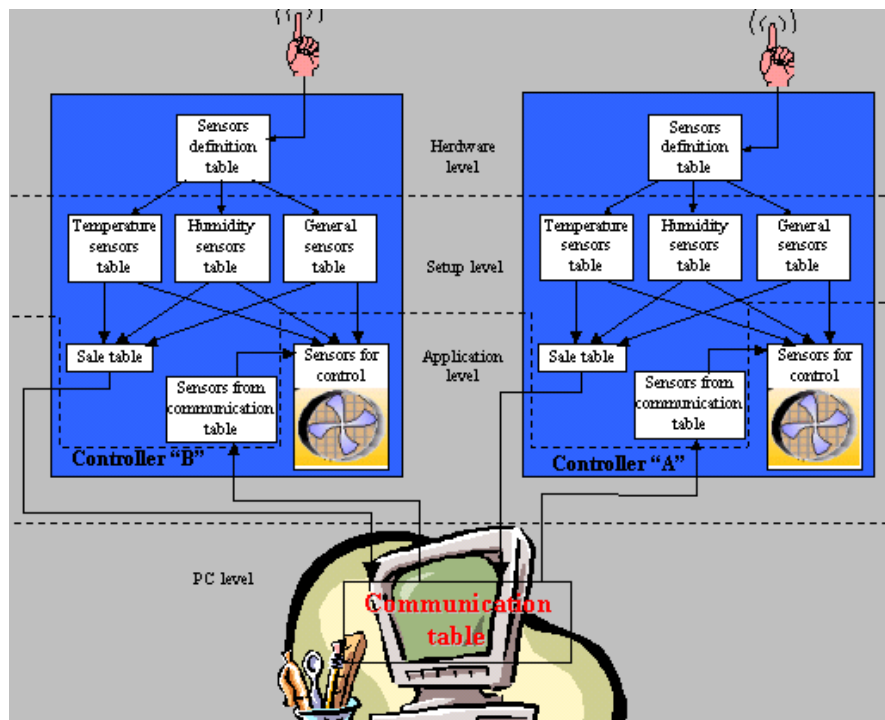 Sensors
definition
table
Herdware
level
Sensors
definition
table
Temperature
sensors
table
Humidity
sensors
table
General
sensors
table
Setup level
Temperature
sensors
table
Humidity
sensors
table
General
sensors
table
Sale table
Sensors for
control
Sensors from
communication
table
Controller “B”
Application
level
Sale table
Sensors for
control
Sensors from
communication
table
Controller “A”
PC level
Communication
table